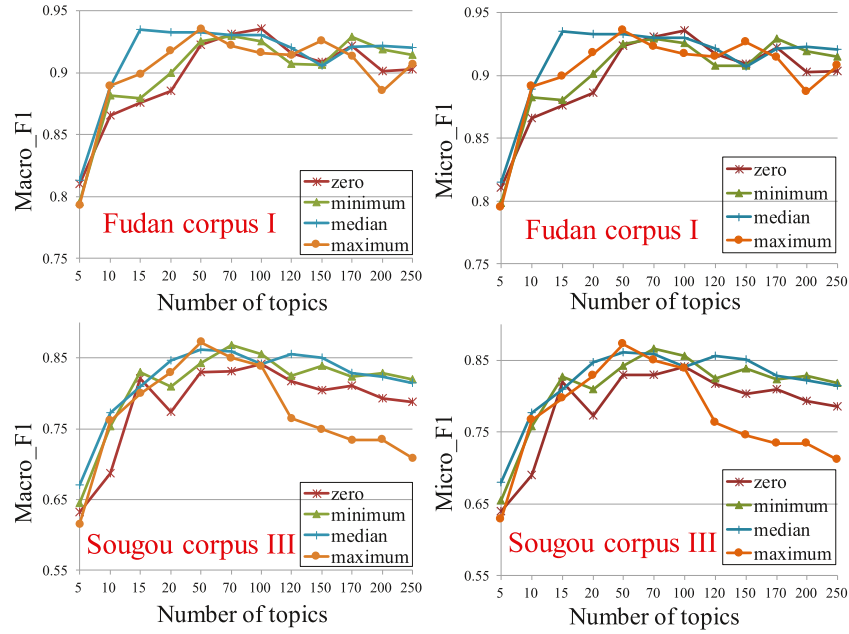 0.95
0.9
0.85
0.8
0.75
Macro_F1
zero
minimum
median
maximum
Fudan corpus I
5 10 15 20 50 70 100 120 150 170 200 250
Number of topics
0.95
0.9
0.85
0.8
0.75
Micro_F1
zero
minimum
median
maximum
Fudan corpus I
5 10 15 20 50 70 100 120 150 170 200 250
Number of topics
0.85
0.75
0.65
0.55
Macro_F1
zero
minimum
median
maximum
Sougou corpus III
5 10 15 20 50 70 100 120 150 170 200 250
Number of topics
0.85
0.75
0.65
0.55
Micro_F1
zero
minimum
median
maximum
Sougou corpus III
5 10 15 20 50 70 100 120 150 170 200 250
Number of topics